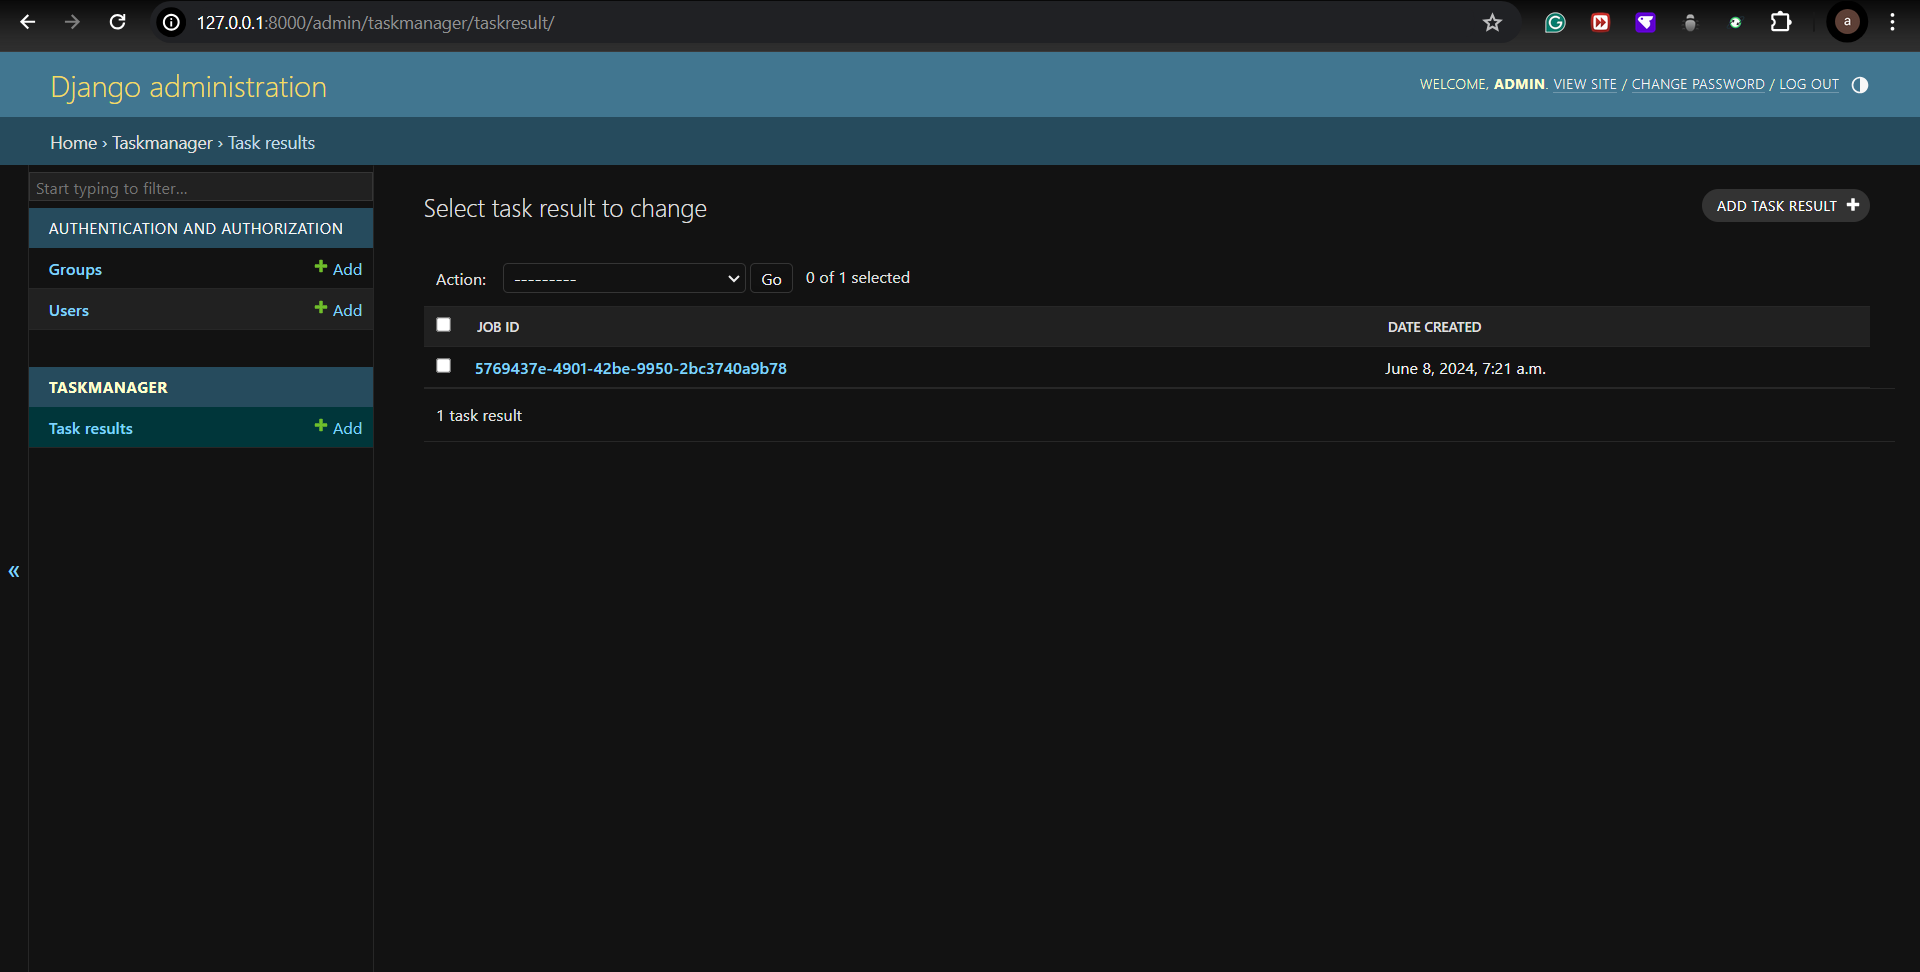 127.0.0.1:8000/admin/taskmanager/taskresult/
a
Django administration
WELCOME, ADMIN. VIEW SITE / CHANGE PASSWORD / LOG OUT
Home › Taskmanager › Task results
Start typing to filter...
AUTHENTICATION AND AUTHORIZATION
Groups + Add
Users + Add
TASKMANAGER
Task results + Add
«
Select task result to change
ADD TASK RESULT +
Action: --------- Go 0 of 1 selected
JOB ID DATE CREATED
5769437e-4901-42be-9950-2bc3740a9b78 June 8, 2024, 7:21 a.m.
1 task result